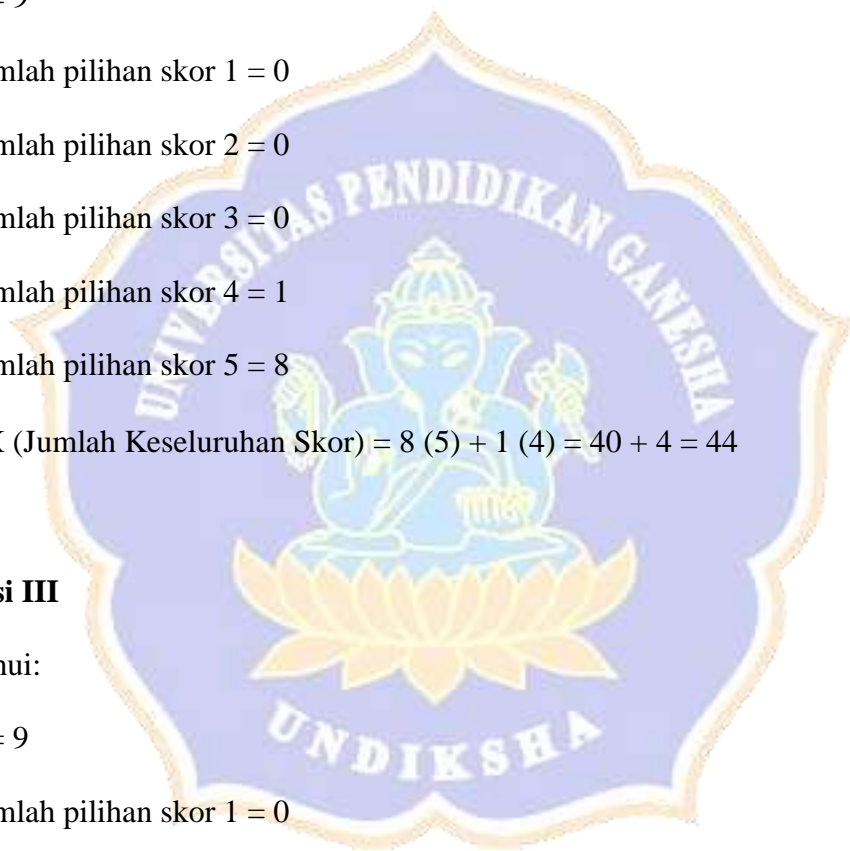 = 9
mlah pilihan skor 1 = 0
mlah pilihan skor 2 = 0
mlah pilihan skor 3 = 0
mlah pilihan skor 4 = 1
mlah pilihan skor 5 = 8
(Jumlah Keseluruhan Skor) = 8 (5) + 1 (4) = 40 + 4 = 44
si III
hui:
= 9
mlah pilihan skor 1 = 0
UNIVERSITAS PENDIDIKAN GANESHA
UNDIKSHA